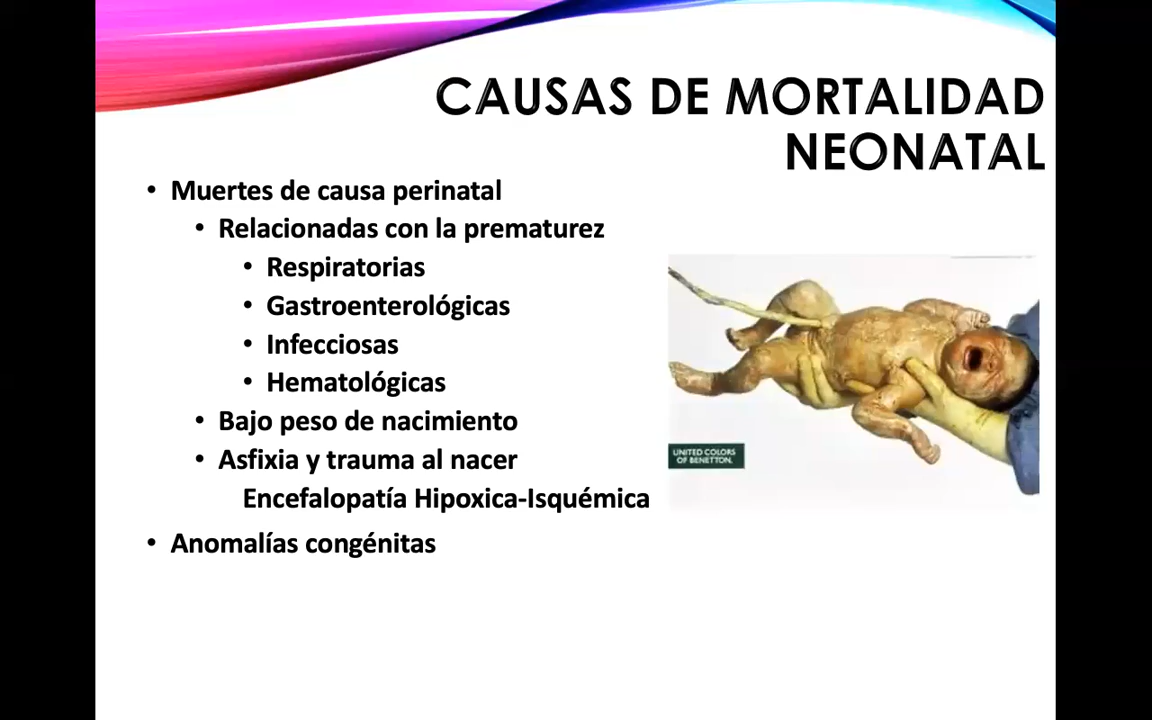 CAUSAS DE MORTALIDAD
NEONATAL
• Muertes de causa perinatal
• Relacionadas con la prematurez
• Respiratorias
• Gastroenterológicas
• Infecciosas
• Hematológicas
• Bajo peso de nacimiento
• Asfixia y trauma al nacer
Encefalopatía Hipoxica-Isquémica
• Anomalías congénitas
UNITED COLORS
OF BENETTON.